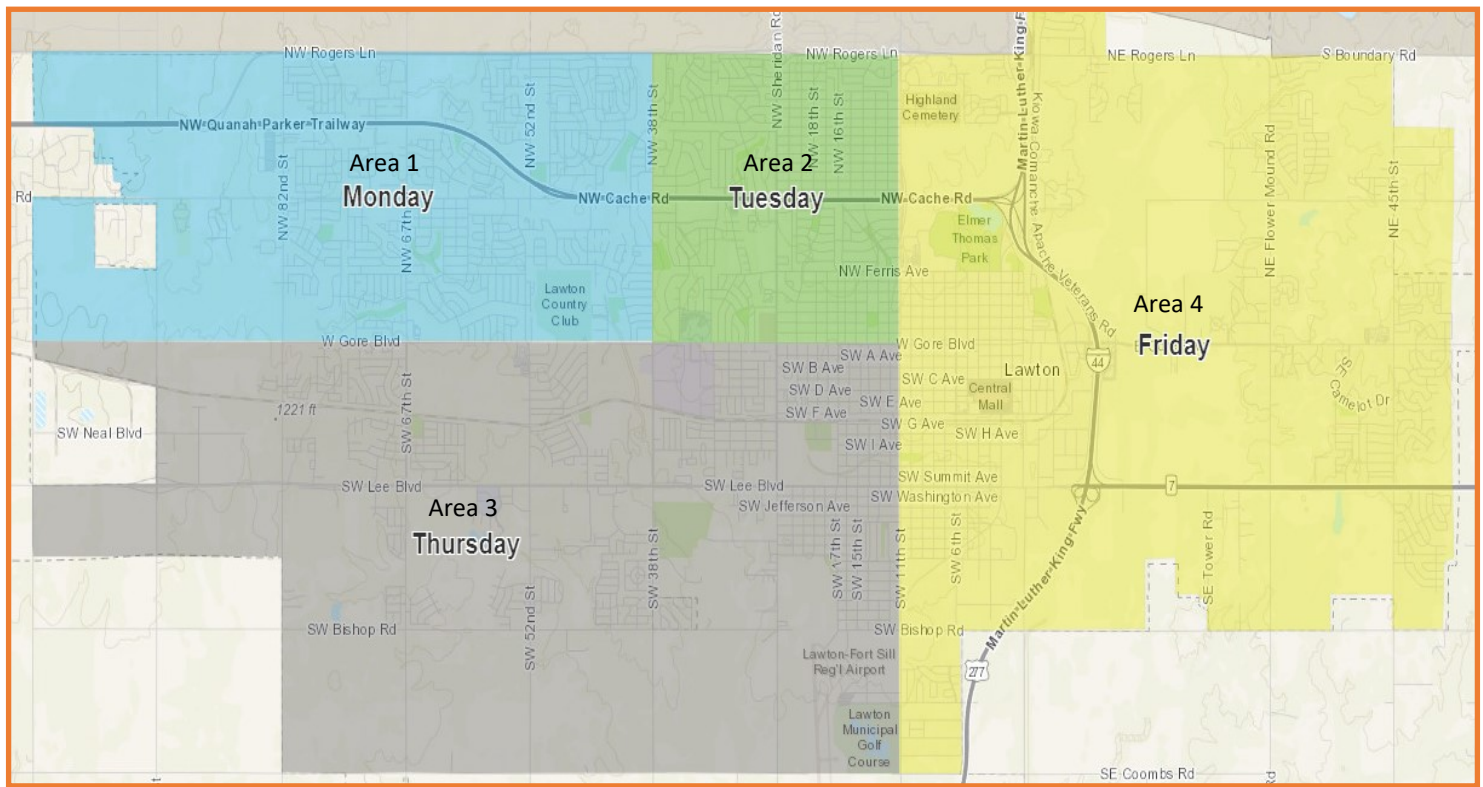 NW Rogers Ln
NW Sheridan Rd
NW Rogers Ln
Martin-Luther-King-F
NE Rogers Ln
S Boundary Rd
NW Quanah Parker Trailway
NW 52nd St
NW 38th St
NW 18th St
NW 16th St
Highland
Cemetery
Kiowa Comanche Apache Veterans Rd
NE Flower Mound Rd
NE 45th St
Area 1
Monday
NW 82nd St
NW 67th St
Rd
NW-Cache-Rd
Area 2
Tuesday
NW-Cache-Rd
Elmer
Thomas
Park
NW Ferris Ave
Lawton
Country
Club
Area 4
Friday
W Gore Blvd
W Gore Blvd
44
SW A Ave
SW B Ave
SW C Ave
SW D Ave
SW E Ave
SW F Ave
SW G Ave
SW H Ave
SW I Ave
Lawton
Central
Mall
SE Camelot Dr
1221 ft
SW 67th St
SW Neal Blvd
SW Lee Blvd
SW Lee Blvd
SW Summit Ave
SW Washington Ave
SW Jefferson Ave
7
Area 3
Thursday
SW 52nd St
SW 38th St
SW 17th St
SW 15th St
SW 11th St
SW 6th St
Martin-Luther-King-Fwy
SE Tower Rd
SW Bishop Rd
SW Bishop Rd
Lawton-Fort Sill
Reg'l Airport
277
Lawton
Municipal
Golf
Course
SE Coombs Rd
Rd